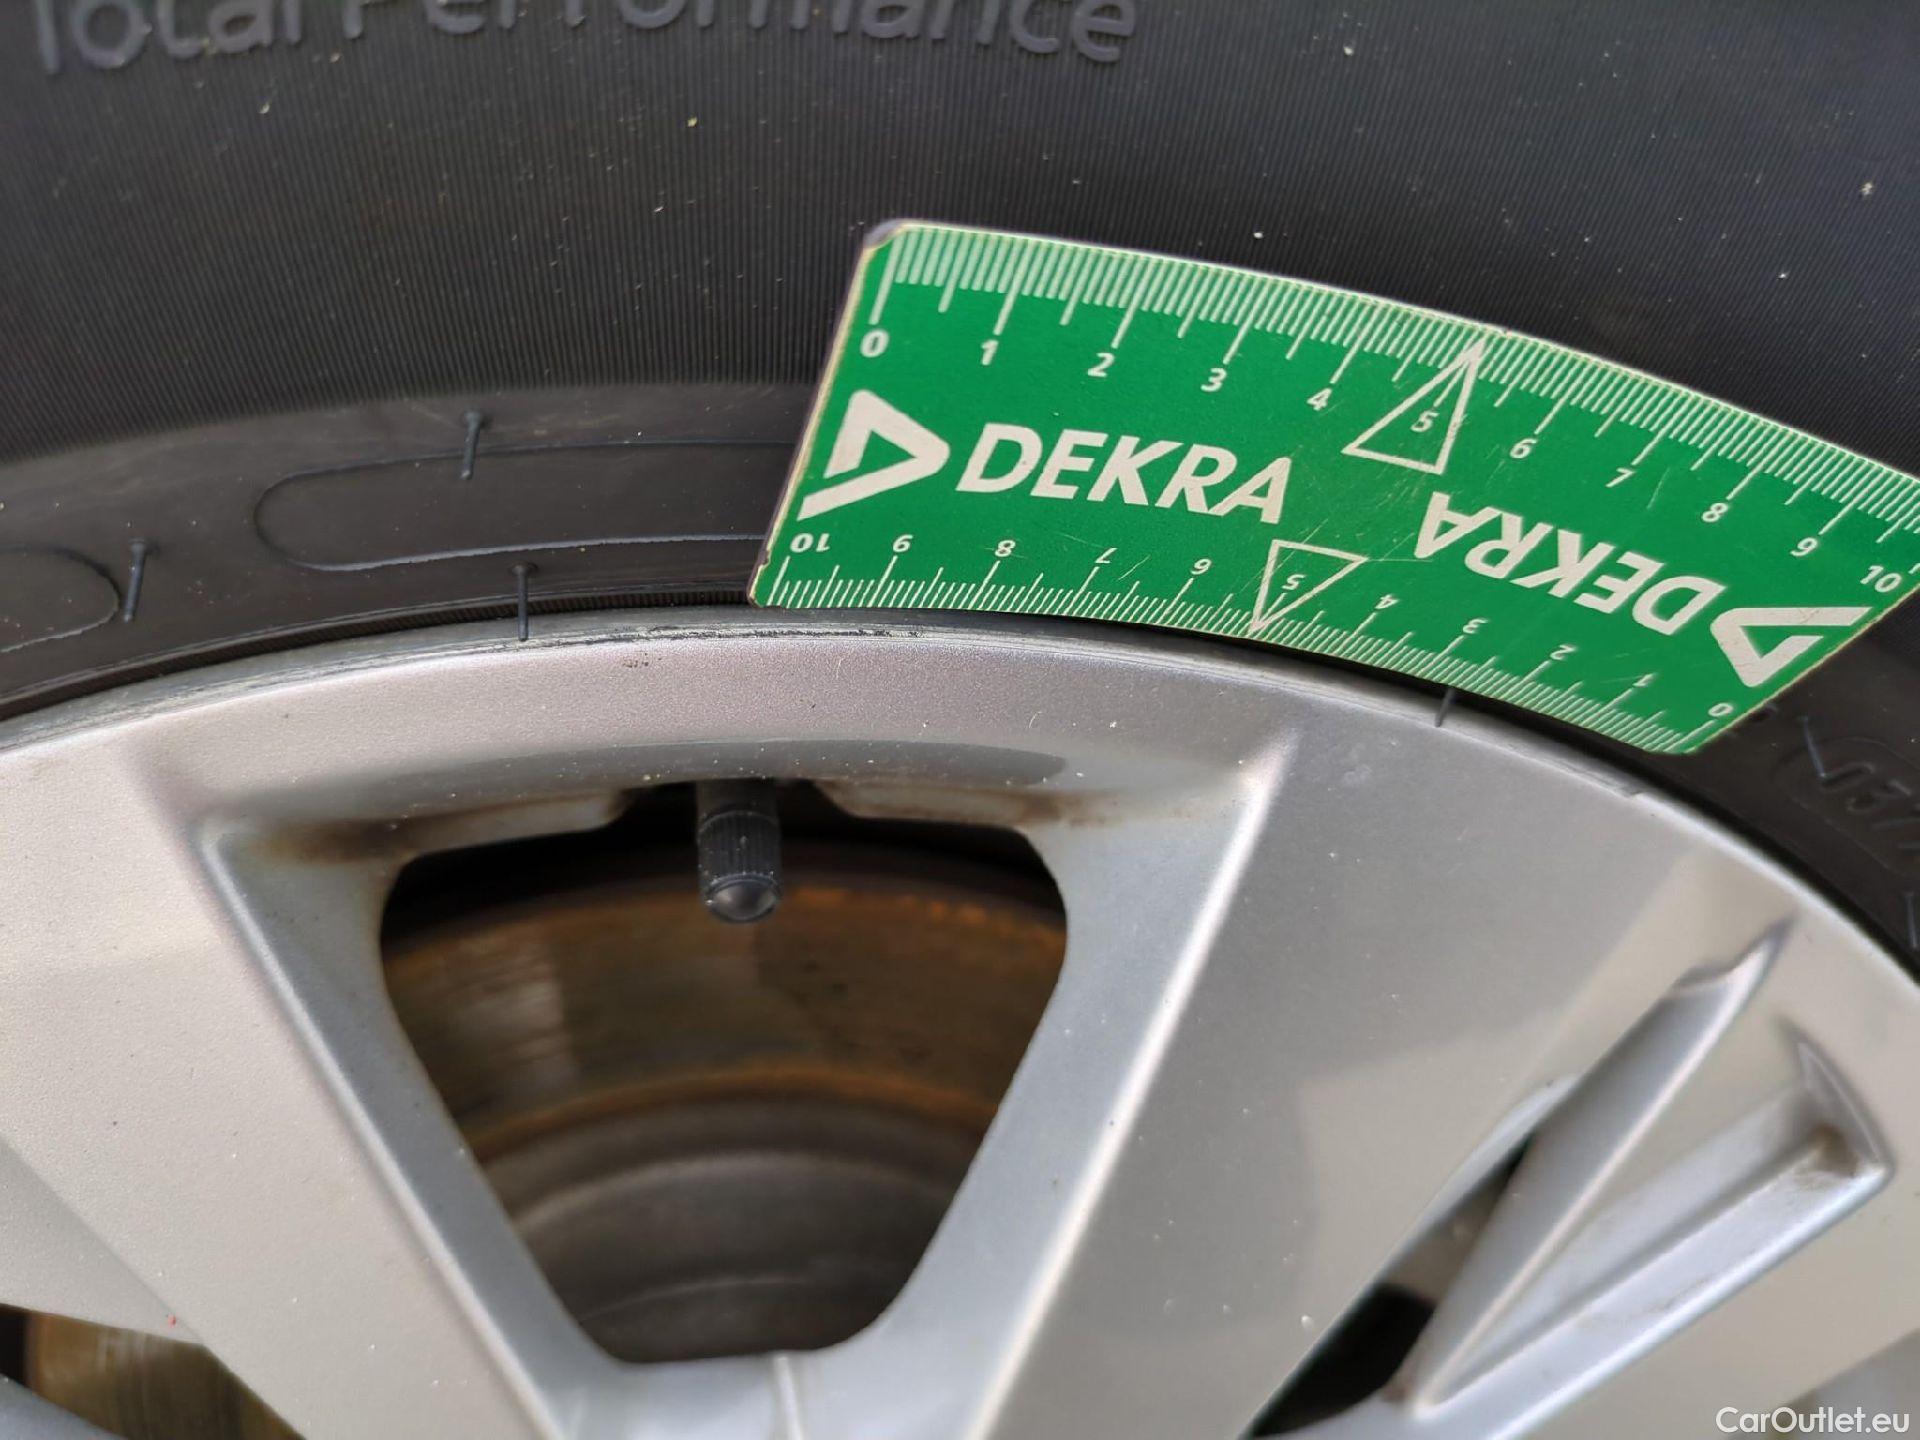 Total Performance
0 1 2 3 4 5 6 7 8 9 10
DEKRA
DEKRA
10 9 8 7 6 5 4 3 2 1 0
CarOutlet.eu